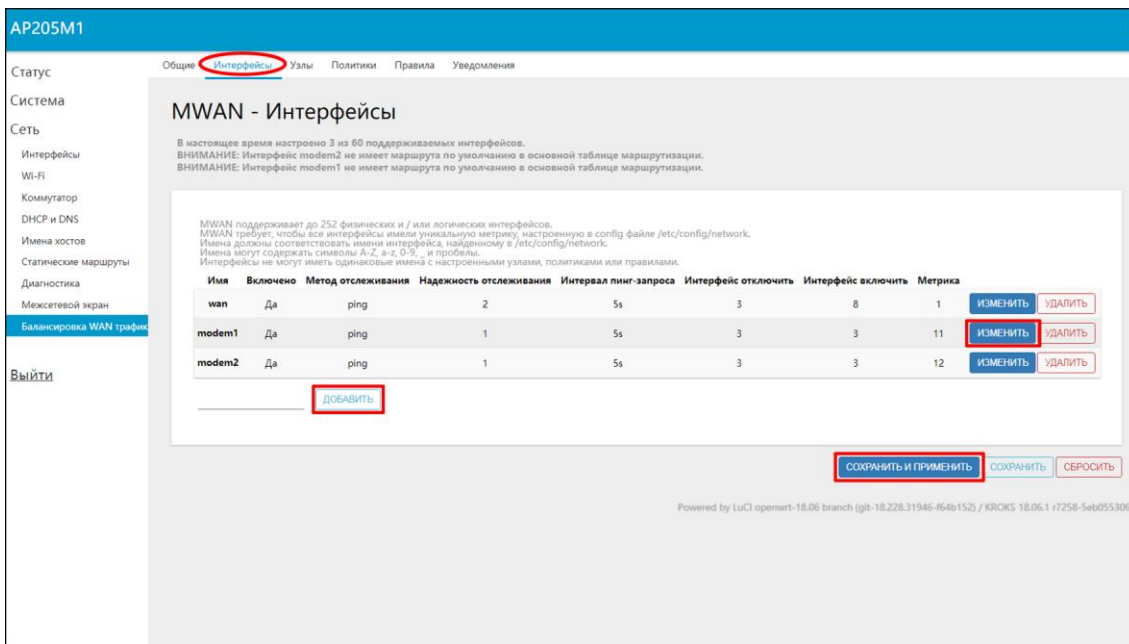 AP205M1
Статус
Система
Сеть
Интерфейсы
Wi-Fi
Коммутатор
DHCP и DNS
Имена хостов
Статические маршруты
Диагностика
Межсетевой экран
Балансировка WAN трафик
Выйти
Общие Интерфейсы Узлы Политики Правила Уведомления
MWAN - Интерфейсы
В настоящее время настроено 3 из 60 поддерживаемых интерфейсов.
ВНИМАНИЕ: Интерфейс modem2 не имеет маршрута по умолчанию в основной таблице маршрутизации.
ВНИМАНИЕ: Интерфейс modem1 не имеет маршрута по умолчанию в основной таблице маршрутизации.
MWAN поддерживает до 252 физических и / или логических интерфейсов.
MWAN требует, чтобы все интерфейсы имели уникальную метрику, настроенную в config файле /etc/config/network.
Имена должны соответствовать имени интерфейса, найденному в /etc/config/network.
Имена могут содержать символы A-Z, a-z, 0-9, _ и пробелы.
Интерфейсы не могут иметь одинаковые имена с настроенными узлами, политиками или правилами.
Имя Включено Метод отслеживания Надежность отслеживания Интервал пинг-запроса Интерфейс отключить Интерфейс включить Метрика
wan Да ping 2 5s 3 8 1 ИЗМЕНИТЬ УДАЛИТЬ
modem1 Да ping 1 5s 3 3 11 ИЗМЕНИТЬ УДАЛИТЬ
modem2 Да ping 1 5s 3 3 12 ИЗМЕНИТЬ УДАЛИТЬ
ДОБАВИТЬ
СОХРАНИТЬ И ПРИМЕНИТЬ СОХРАНИТЬ СБРОСИТЬ
Powered by LuCI openwrt-18.06 branch (git-18.228.31946-f64b152) / KROKS 18.06.1 r7258-5eb055306